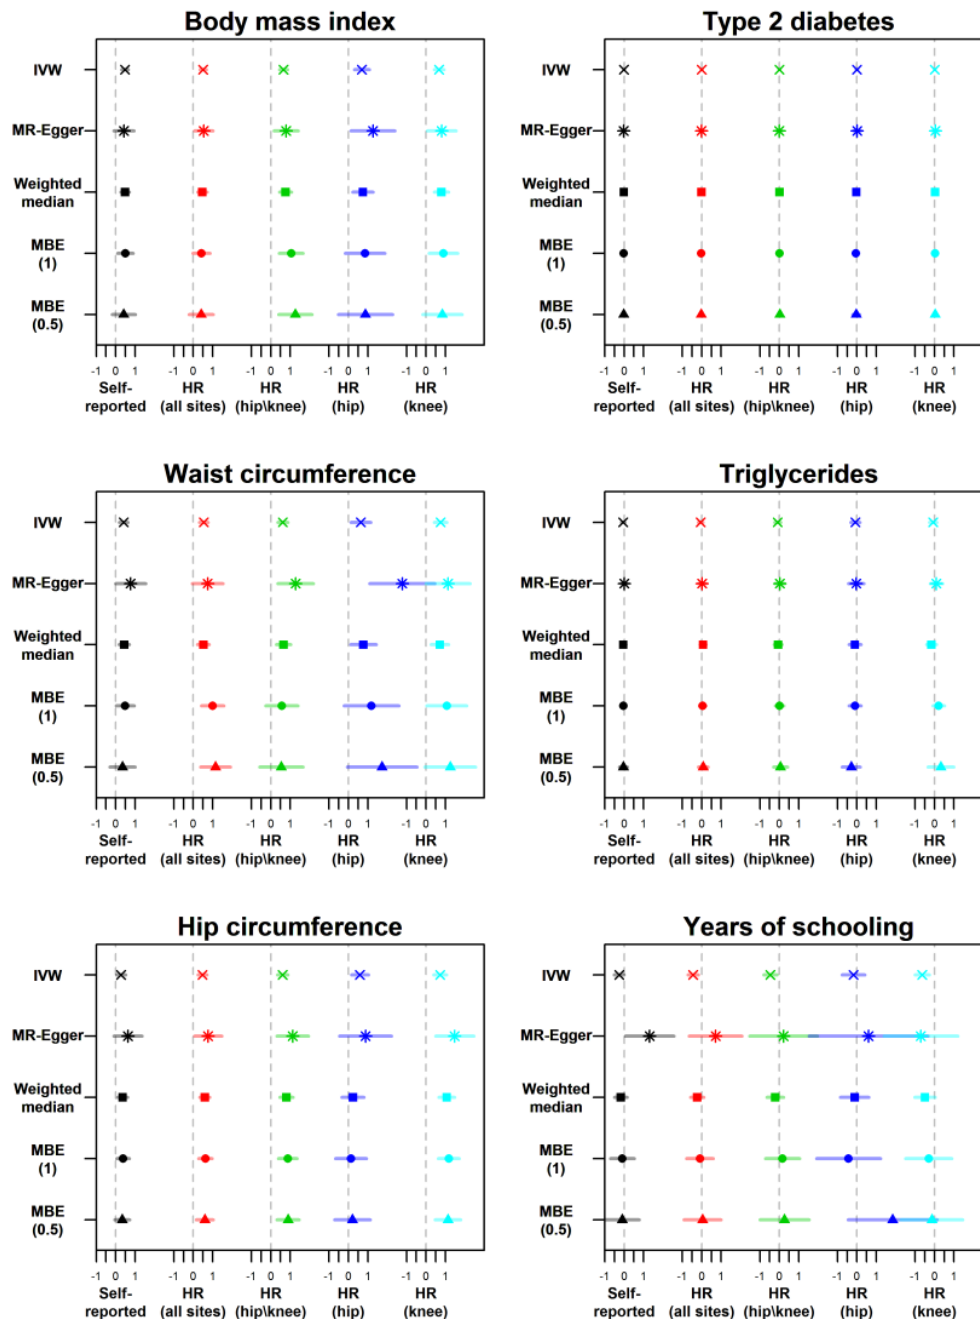 Body mass index
IVW
MR-Egger
Weighted
median
MBE
(1)
MBE
(0.5)
-1 0 1 -1 0 1 -1 0 1 -1 0 1 -1 0 1
Self-
reported
HR
(all sites)
HR
(hip\knee)
HR
(hip)
HR
(knee)
Type 2 diabetes
IVW
MR-Egger
Weighted
median
MBE
(1)
MBE
(0.5)
-1 0 1 -1 0 1 -1 0 1 -1 0 1 -1 0 1
Self-
reported
HR
(all sites)
HR
(hip\knee)
HR
(hip)
HR
(knee)
Waist circumference
IVW
MR-Egger
Weighted
median
MBE
(1)
MBE
(0.5)
-1 0 1 -1 0 1 -1 0 1 -1 0 1 -1 0 1
Self-
reported
HR
(all sites)
HR
(hip\knee)
HR
(hip)
HR
(knee)
Triglycerides
IVW
MR-Egger
Weighted
median
MBE
(1)
MBE
(0.5)
-1 0 1 -1 0 1 -1 0 1 -1 0 1 -1 0 1
Self-
reported
HR
(all sites)
HR
(hip\knee)
HR
(hip)
HR
(knee)
Hip circumference
IVW
MR-Egger
Weighted
median
MBE
(1)
MBE
(0.5)
-1 0 1 -1 0 1 -1 0 1 -1 0 1 -1 0 1
Self-
reported
HR
(all sites)
HR
(hip\knee)
HR
(hip)
HR
(knee)
Years of schooling
IVW
MR-Egger
Weighted
median
MBE
(1)
MBE
(0.5)
-1 0 1 -1 0 1 -1 0 1 -1 0 1 -1 0 1
Self-
reported
HR
(all sites)
HR
(hip\knee)
HR
(hip)
HR
(knee)